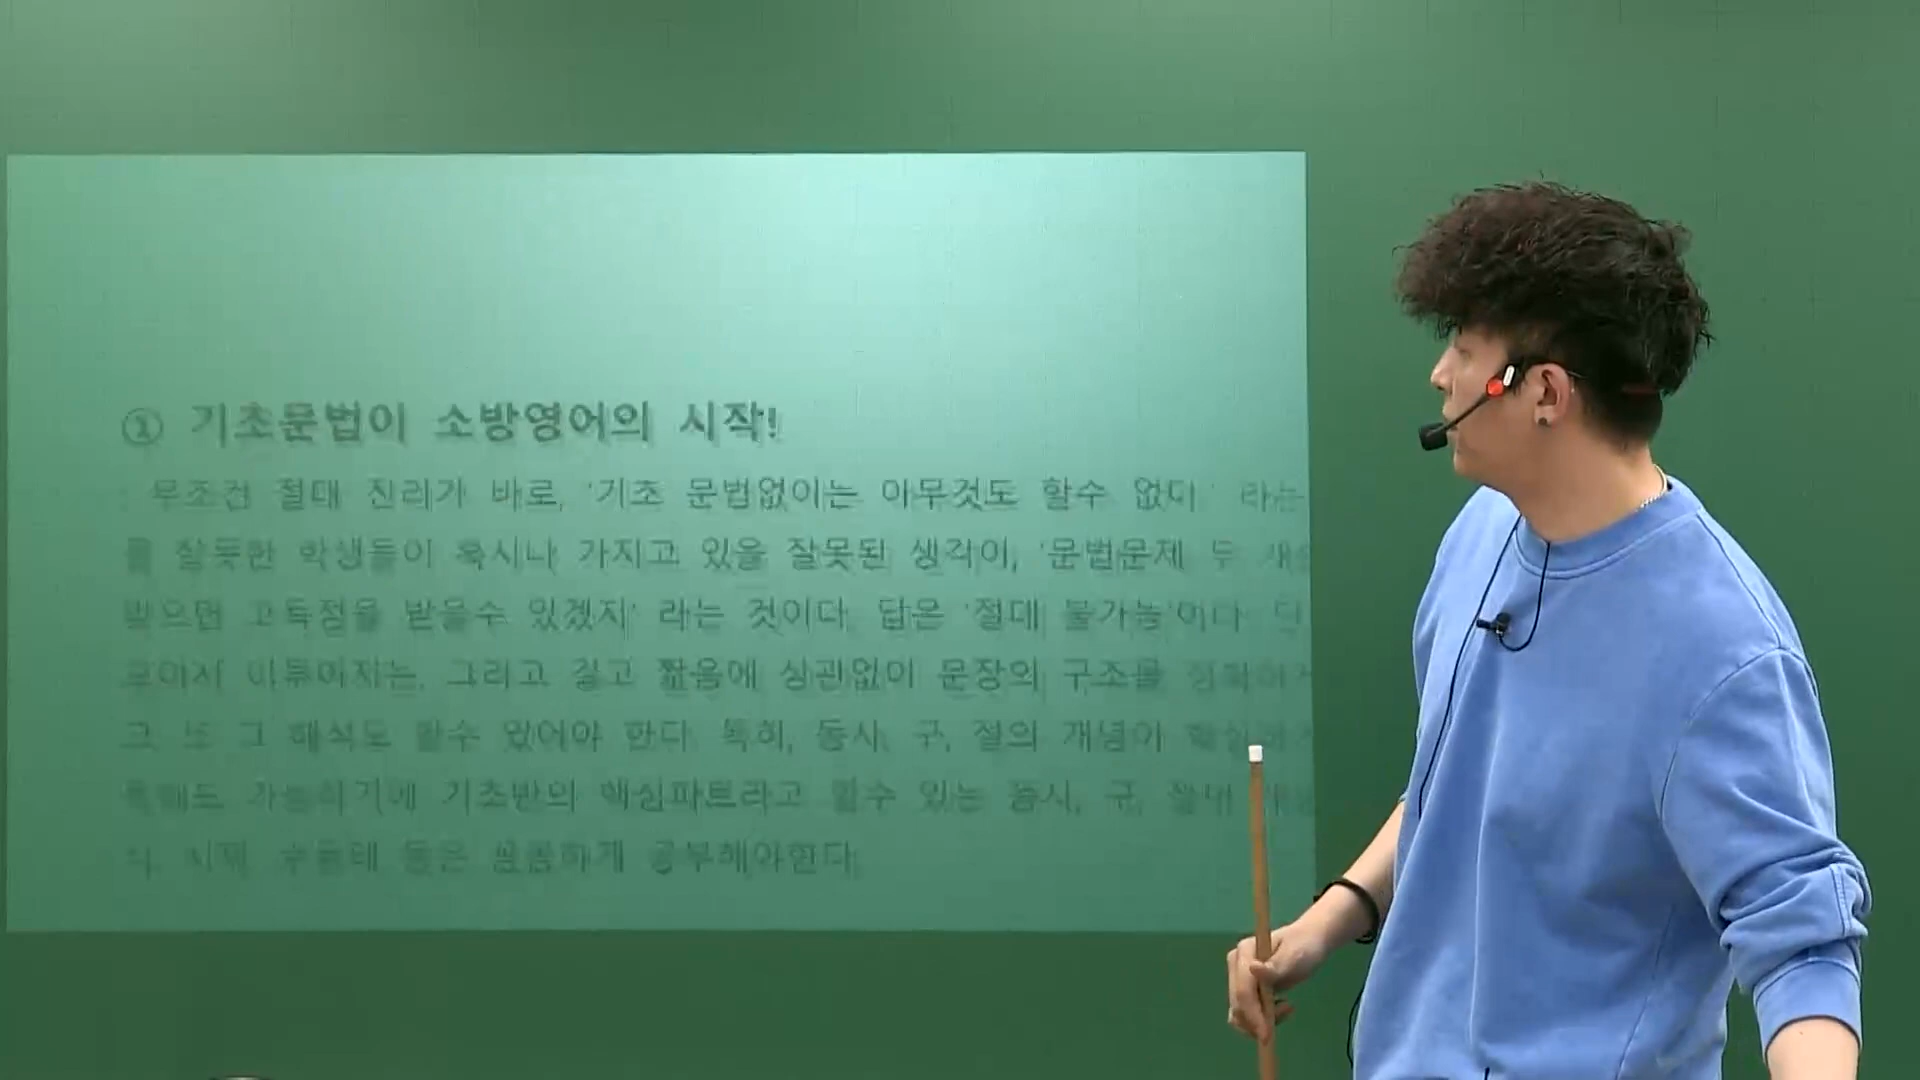 ① 기초문법이 소방영어의 시작!
: 무조건 절대 진리가 바로, '기초 문법없이는 아무것도 할수 없다.' 라는
를 잘못한 학생들이 혹시나 가지고 있을 잘못된 생각이, '문법문제 두 개
맞으면 고득점을 받을수 있겠지' 라는 것이다. 답은 '절대 불가능'이다.
이루어지는, 그리고 길고 짧음에 상관없이 문장의 구조를
고, 또 그 해석도 할수 있어야 한다. 특히, 동사, 구, 절의 개념이
가능하기에 기초반의 핵심파트라고 할수 있는 동사, 구,
시제, 수동태 등은 꼼꼼하게 공부해야한다.